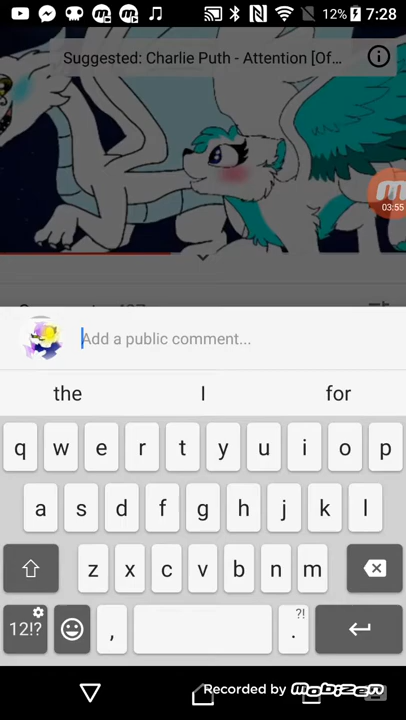 12% 7:28
Suggested: Charlie Puth - Attention [Of...
03:55
Add a public comment...
the I for
q w e r t y u i o p
a s d f g h j k l
z x c v b n m
12!? , . ?!
Recorded by Mobizen